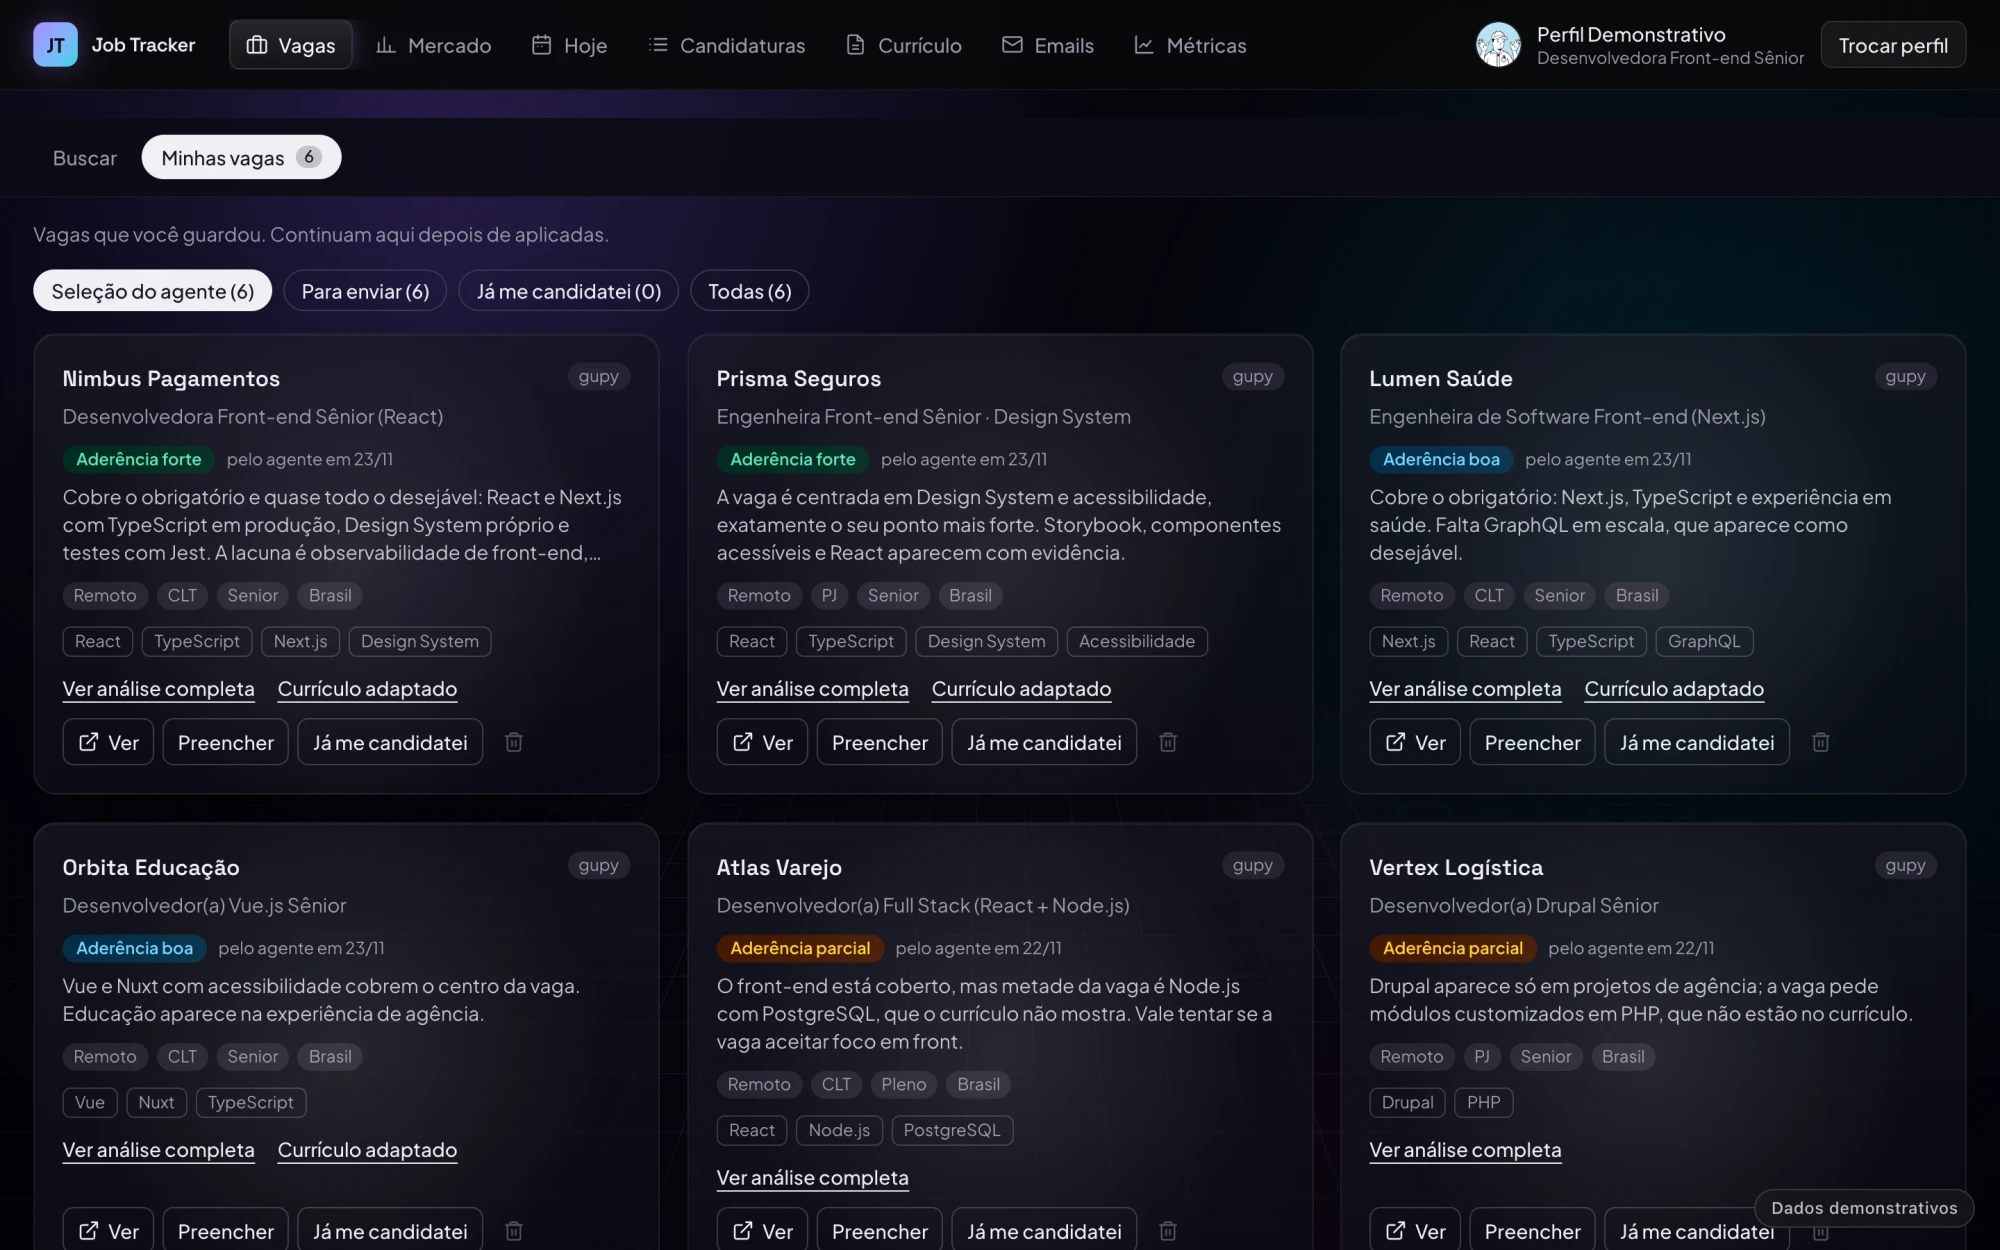 JT Job Tracker Vagas Mercado Hoje Candidaturas Currículo Emails Métricas Perfil Demonstrativo Trocar perfil
Desenvolvedora Front-end Sênior
Buscar Minhas vagas 6
Vagas que você guardou. Continuam aqui depois de aplicadas.
Seleção do agente (6) Para enviar (6) Já me candidatei (0) Todas (6)
Nimbus Pagamentos gupy
Desenvolvedora Front-end Sênior (React)
Aderência forte pelo agente em 23/11
Cobre o obrigatório e quase todo o desejável: React e Next.js
com TypeScript em produção, Design System próprio e
testes com Jest. A lacuna é observabilidade de front-end,...
Remoto CLT Senior Brasil
React TypeScript Next.js Design System
Ver análise completa Currículo adaptado
Ver Preencher Já me candidatei
Prisma Seguros gupy
Engenheira Front-end Sênior · Design System
Aderência forte pelo agente em 23/11
A vaga é centrada em Design System e acessibilidade,
exatamente o seu ponto mais forte. Storybook, componentes
acessíveis e React aparecem com evidência.
Remoto PJ Senior Brasil
React TypeScript Design System Acessibilidade
Ver análise completa Currículo adaptado
Ver Preencher Já me candidatei
Lumen Saúde gupy
Engenheira de Software Front-end (Next.js)
Aderência boa pelo agente em 23/11
Cobre o obrigatório: Next.js, TypeScript e experiência em
saúde. Falta GraphQL em escala, que aparece como
desejável.
Remoto CLT Senior Brasil
Next.js React TypeScript GraphQL
Ver análise completa Currículo adaptado
Ver Preencher Já me candidatei
Orbita Educação gupy
Desenvolvedor(a) Vue.js Sênior
Aderência boa pelo agente em 23/11
Vue e Nuxt com acessibilidade cobrem o centro da vaga.
Educação aparece na experiência de agência.
Remoto CLT Senior Brasil
Vue Nuxt TypeScript
Ver análise completa Currículo adaptado
Ver Preencher Já me candidatei
Atlas Varejo gupy
Desenvolvedor(a) Full Stack (React + Node.js)
Aderência parcial pelo agente em 22/11
O front-end está coberto, mas metade da vaga é Node.js
com PostgreSQL, que o currículo não mostra. Vale tentar se a
vaga aceitar foco em front.
Remoto CLT Pleno Brasil
React Node.js PostgreSQL
Ver análise completa
Ver Preencher Já me candidatei
Vertex Logística gupy
Desenvolvedor(a) Drupal Sênior
Aderência parcial pelo agente em 22/11
Drupal aparece só em projetos de agência; a vaga pede
módulos customizados em PHP, que não estão no currículo.
Remoto PJ Senior Brasil
Drupal PHP
Ver análise completa
Ver Preencher Já me candidatei
Dados demonstrativos